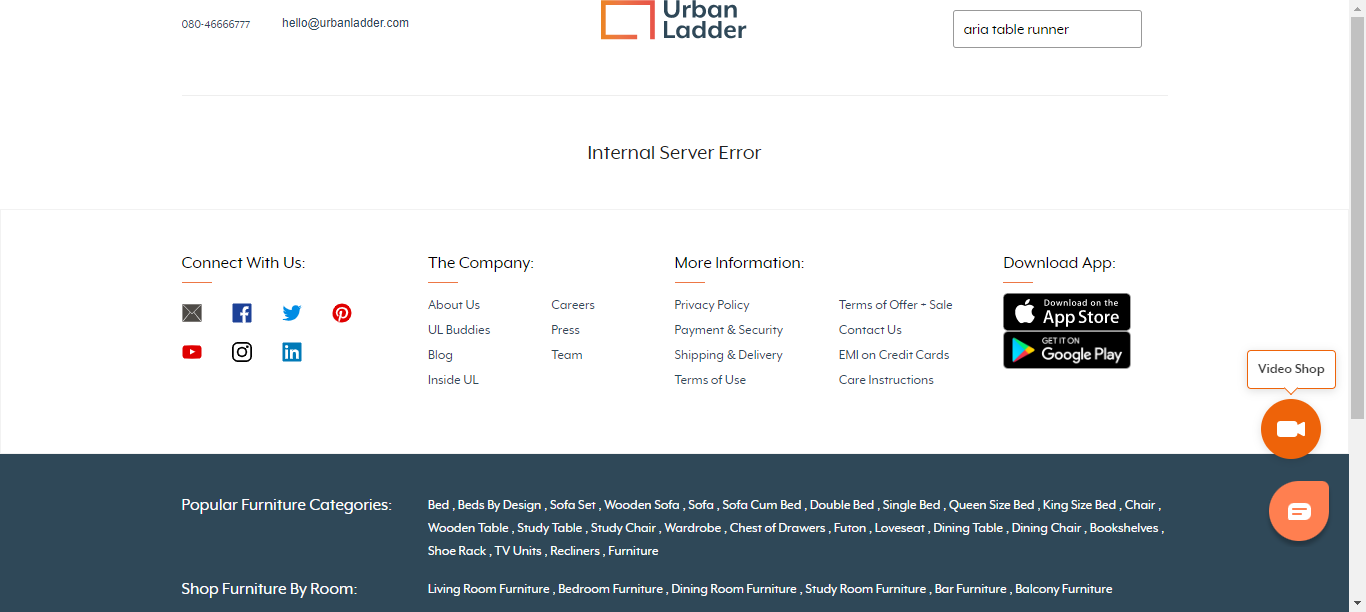 080-46666777 hello@urbanladder.com
Urban
Ladder
aria table runner
Internal Server Error
Connect With Us:
The Company:
About Us
UL Buddies
Blog
Inside UL
Careers
Press
Team
More Information:
Privacy Policy
Payment & Security
Shipping & Delivery
Terms of Use
Terms of Offer + Sale
Contact Us
EMI on Credit Cards
Care Instructions
Download App:
Download on the
App Store
GET IT ON
Google Play
Video Shop
Popular Furniture Categories:
Bed , Beds By Design , Sofa Set , Wooden Sofa , Sofa , Sofa Cum Bed , Double Bed , Single Bed , Queen Size Bed , King Size Bed , Chair ,
Wooden Table , Study Table , Study Chair , Wardrobe , Chest of Drawers , Futon , Loveseat , Dining Table , Dining Chair , Bookshelves ,
Shoe Rack , TV Units , Recliners , Furniture
Shop Furniture By Room:
Living Room Furniture , Bedroom Furniture , Dining Room Furniture , Study Room Furniture , Bar Furniture , Balcony Furniture